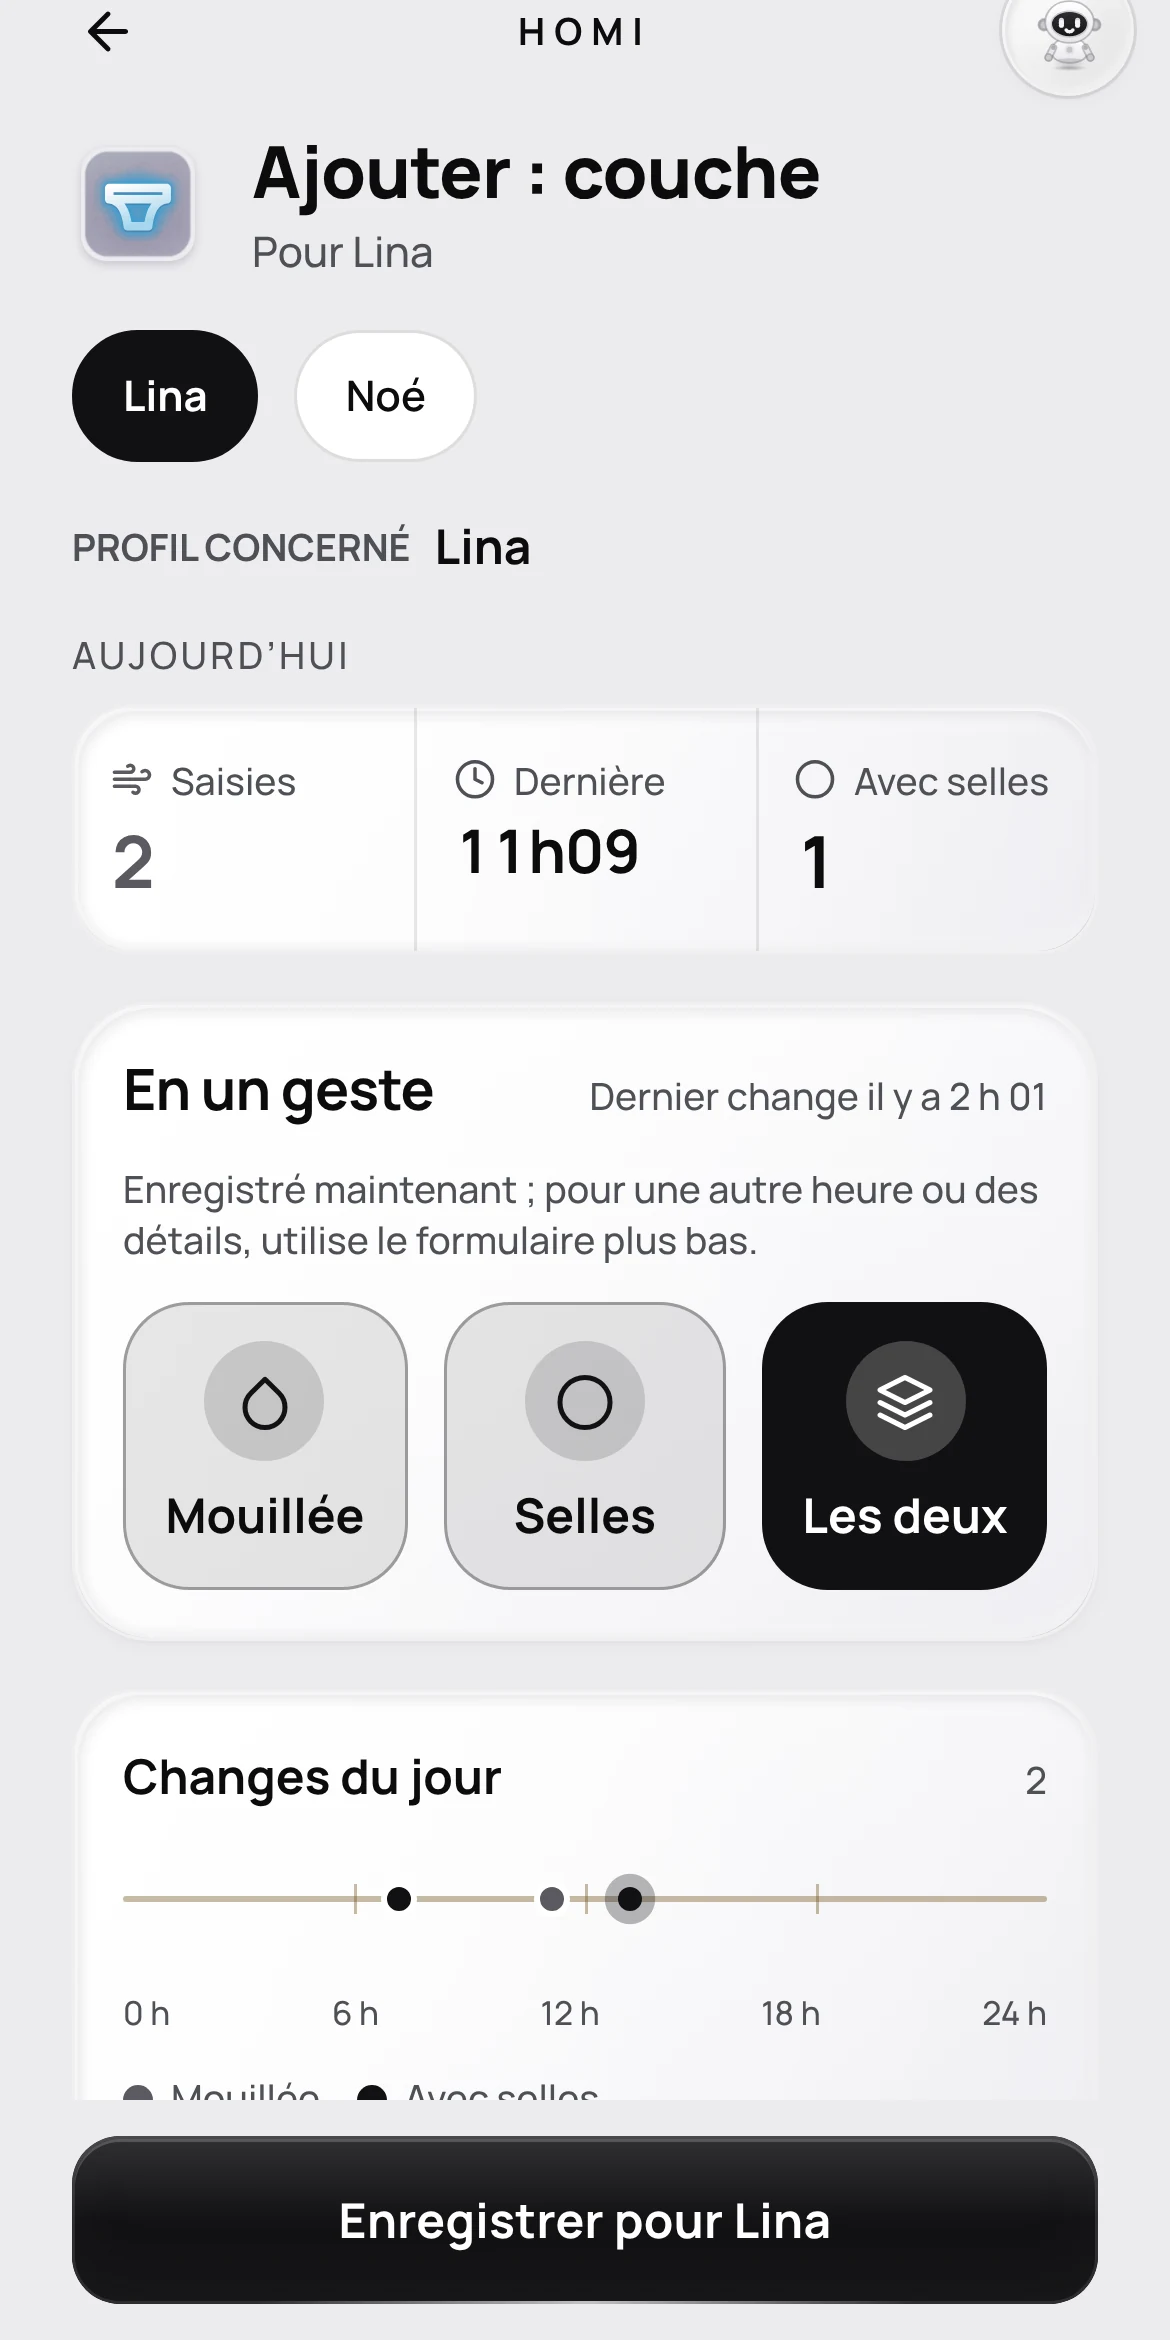 HOMI
Ajouter : couche
Pour Lina
Lina
Noé
PROFIL CONCERNÉ Lina
AUJOURD’HUI
Saisies
2
Dernière
11h09
Avec selles
1
En un geste
Dernier change il y a 2 h 01
Enregistré maintenant ; pour une autre heure ou des
détails, utilise le formulaire plus bas.
Mouillée
Selles
Les deux
Changes du jour
2
0 h
6 h
12 h
18 h
24 h
Mouillée
Avec selles
Enregistrer pour Lina